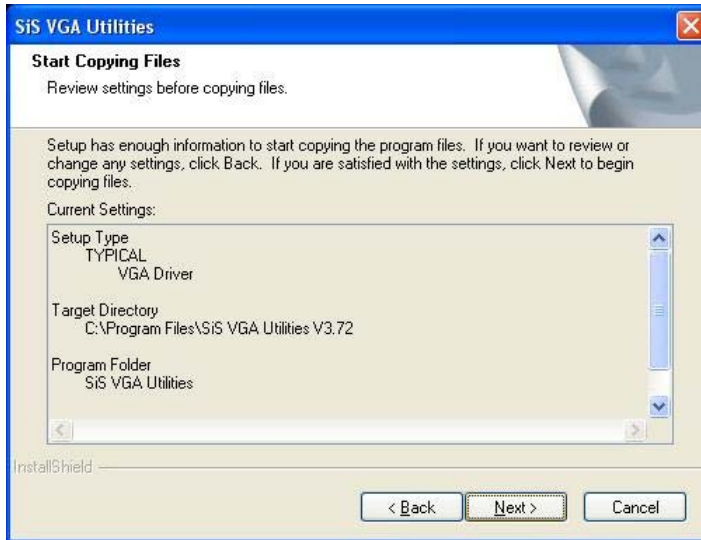 SiS VGA Utilities
Start Copying Files
Review settings before copying files.
Setup has enough information to start copying the program files.  If you want to review or
change any settings, click Back.  If you are satisfied with the settings, click Next to begin
copying files.
Current Settings:
Setup Type
TYPICAL
VGA Driver
Target Directory
C:\Program Files\SiS VGA Utilities V3.72
Program Folder
SiS VGA Utilities
InstallShield
< Back
Next >
Cancel